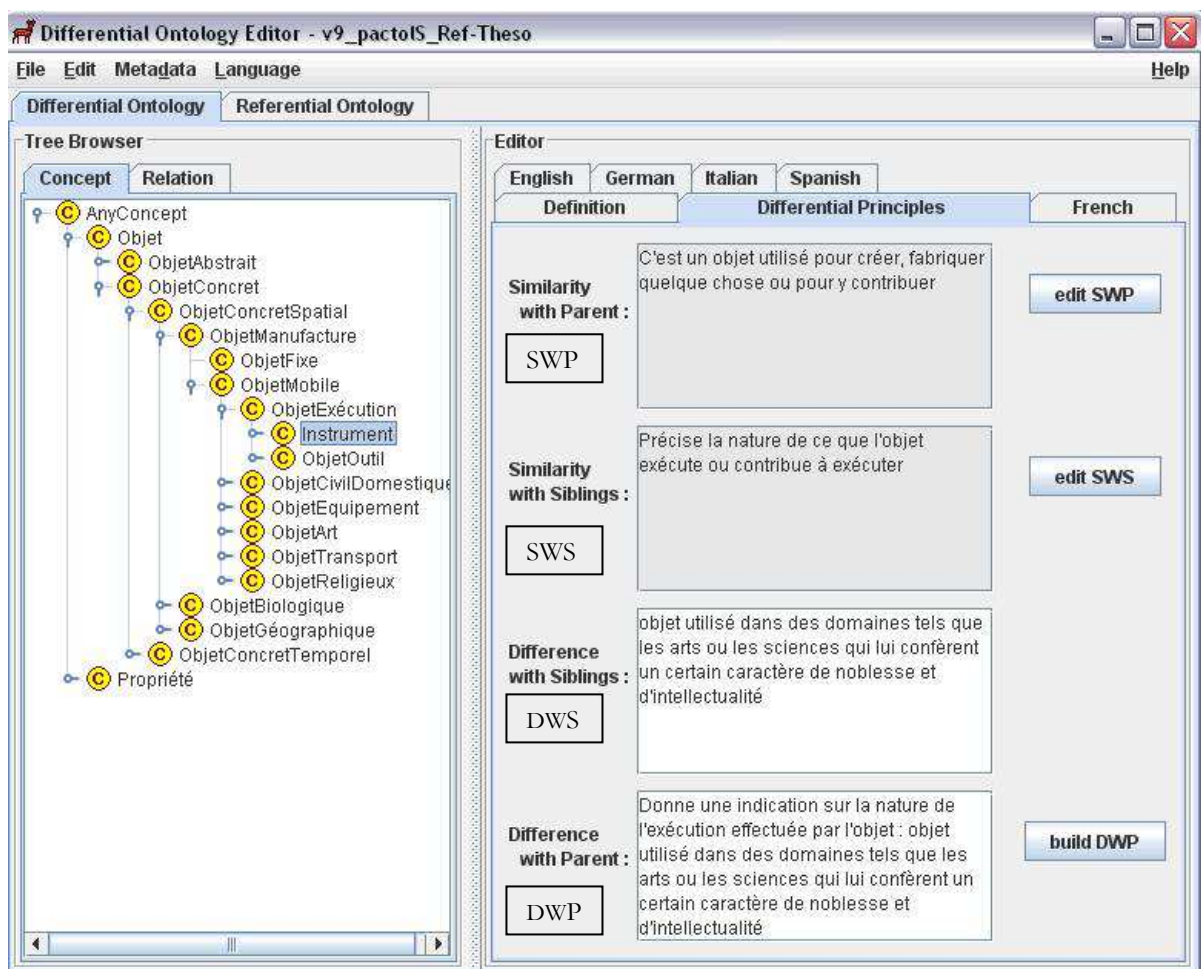 Differential Ontology Editor - v9_pactolS_Ref-Theso
File Edit Metadata Language Help
Differential Ontology Referential Ontology
Tree Browser
Concept Relation
AnyConcept
Objet
ObjetAbstrait
ObjetConcret
ObjetConcretSpatial
ObjetManufacture
ObjetFixe
ObjetMobile
ObjetExécution
Instrument
ObjetOutil
ObjetCivilDomestique
ObjetEquipement
ObjetArt
ObjetTransport
ObjetReligieux
ObjetBiologique
ObjetGéographique
ObjetConcretTemporel
Propriété
Editor
English German Italian Spanish
Definition Differential Principles French
Similarity
with Parent :
SWP
C'est un objet utilisé pour créer, fabriquer
quelque chose ou pour y contribuer
edit SWP
Similarity
with Siblings :
SWS
Précise la nature de ce que l'objet
exécute ou contribue à exécuter
edit SWS
Difference
with Siblings :
DWS
objet utilisé dans des domaines tels que
les arts ou les sciences qui lui confèrent
un certain caractère de noblesse et
d'intellectualité
Difference
with Parent :
DWP
Donne une indication sur la nature de
l'exécution effectuée par l'objet : objet
utilisé dans des domaines tels que les
arts ou les sciences qui lui confèrent un
certain caractère de noblesse et
d'intellectualité
build DWP